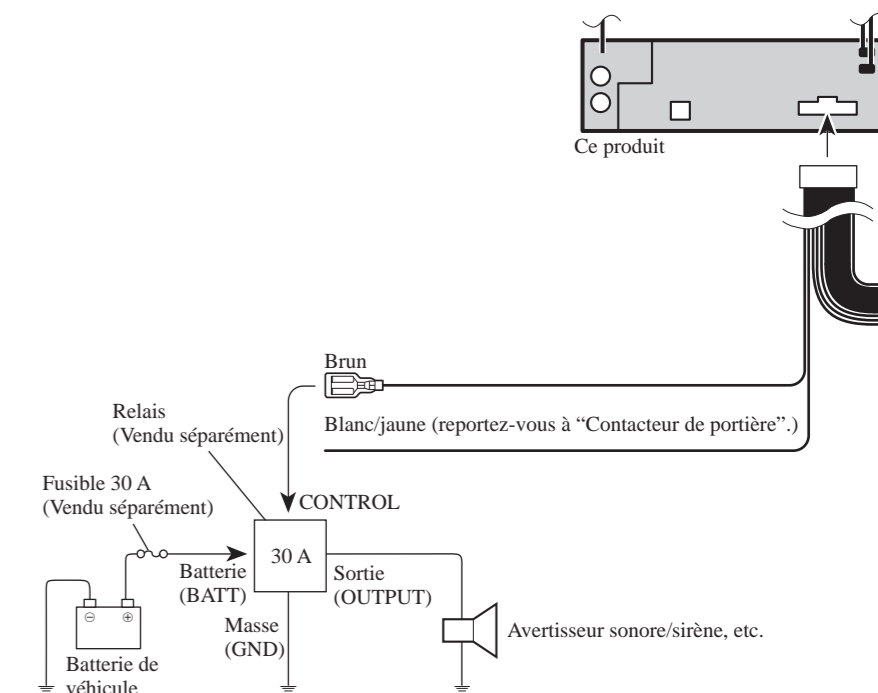 Ce produit
Brun
Blanc/jaune (reportez-vous à “Contacteur de portière”.)
Relais
(Vendu séparément)
Fusible 30 A
(Vendu séparément)
CONTROL
30 A
Batterie
(BATT)
Sortie
(OUTPUT)
Masse
(GND)
Avertisseur sonore/sirène, etc.
⊖ ⊕
Batterie de
véhicule